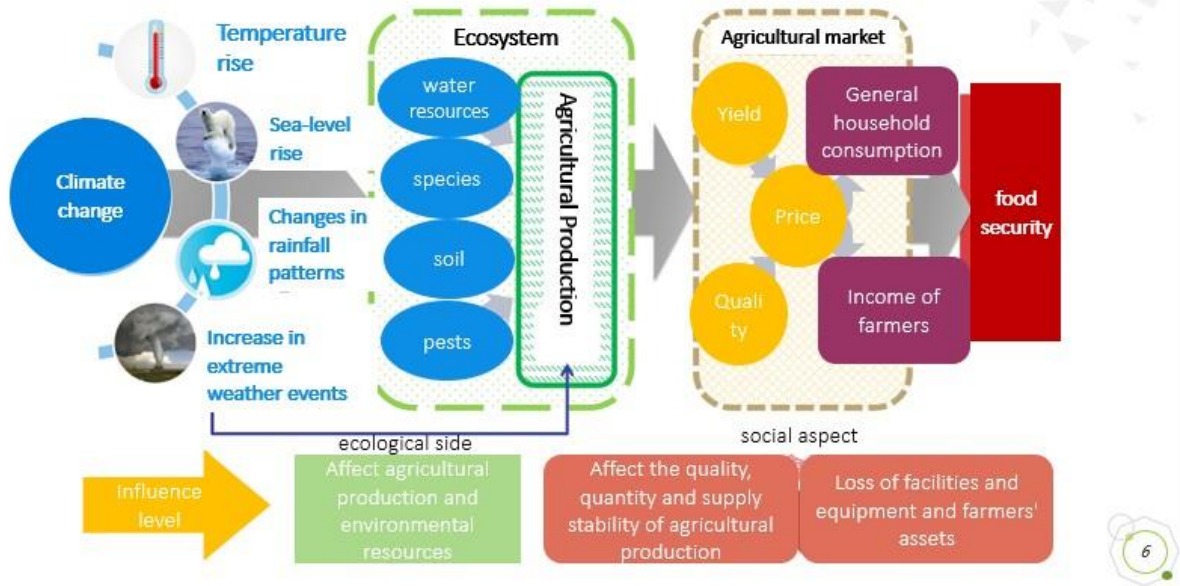 Temperature
rise
Sea-level
rise
Climate
change
Changes in
rainfall
patterns
Increase in
extreme
weather events
Ecosystem
water
resources
species
soil
pests
Agricultural Production
Agricultural market
Yield
Price
Quali
ty
General
household
consumption
Income of
farmers
food
security
ecological side
social aspect
Influence
level
Affect agricultural
production and
environmental
resources
Affect the quality,
quantity and supply
stability of agricultural
production
Loss of facilities and
equipment and farmers'
assets
6